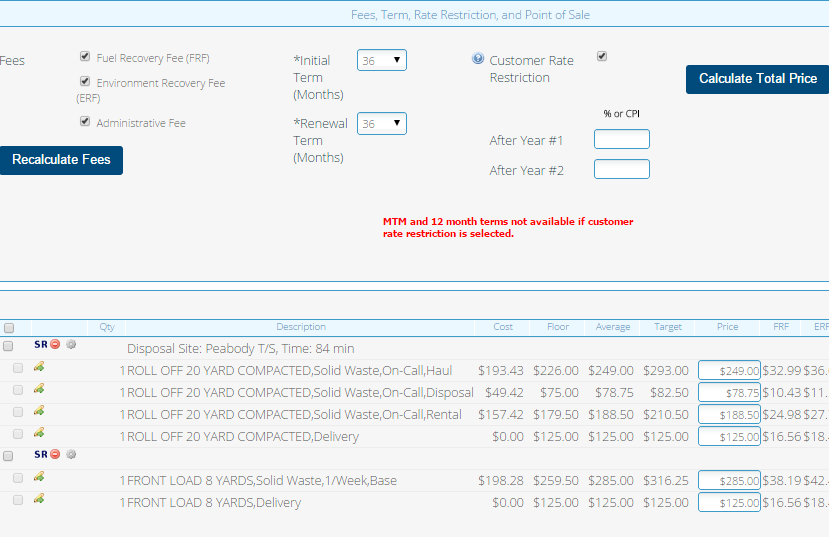 Fees, Term, Rate Restriction, and Point of Sale
Fees
Fuel Recovery Fee (FRF)
Environment Recovery Fee
(ERF)
Administrative Fee
Recalculate Fees
*Initial
Term
(Months)
36
*Renewal
Term
(Months)
36
Customer Rate
Restriction
% or CPI
After Year #1
After Year #2
Calculate Total Price
MTM and 12 month terms not available if customer
rate restriction is selected.
Qty Description Cost Floor Average Target Price FRF ERF
SR Disposal Site: Peabody T/S, Time: 84 min
1 ROLL OFF 20 YARD COMPACTED,Solid Waste,On-Call,Haul $193.43 $226.00 $249.00 $293.00 $249.00 $32.99 $36.
1 ROLL OFF 20 YARD COMPACTED,Solid Waste,On-Call,Disposal $49.42 $75.00 $78.75 $82.50 $78.75 $10.43 $11.
1 ROLL OFF 20 YARD COMPACTED,Solid Waste,On-Call,Rental $157.42 $179.50 $188.50 $210.50 $188.50 $24.98 $27.
1 ROLL OFF 20 YARD COMPACTED,Delivery $0.00 $125.00 $125.00 $125.00 $125.00 $16.56 $18.
SR
1 FRONT LOAD 8 YARDS,Solid Waste,1/Week,Base $198.28 $259.50 $285.00 $316.25 $285.00 $38.19 $42.
1 FRONT LOAD 8 YARDS,Delivery $0.00 $125.00 $125.00 $125.00 $125.00 $16.56 $18.